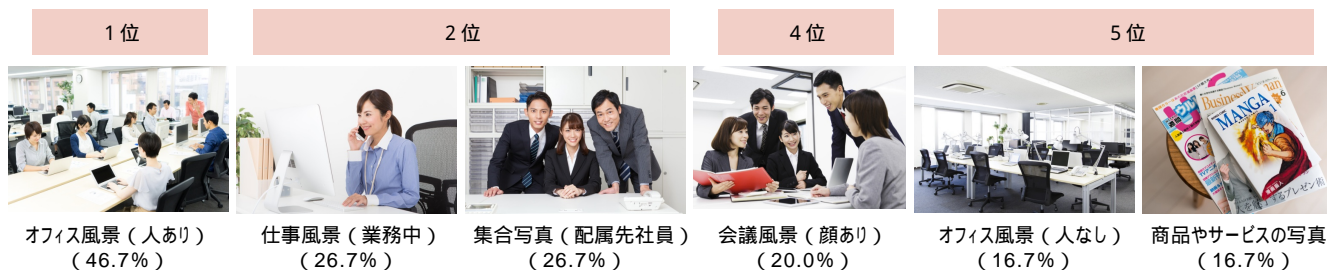 1位
2位
4位
5位
Business
MANGA
オフィス風景(人あり)
(46.7%)
仕事風景(業務中)
(26.7%)
集合写真(配属先社員)
(26.7%)
会議風景(顔あり)
(20.0%)
オフィス風景(人なし)
(16.7%)
商品やサービスの写真
(16.7%)